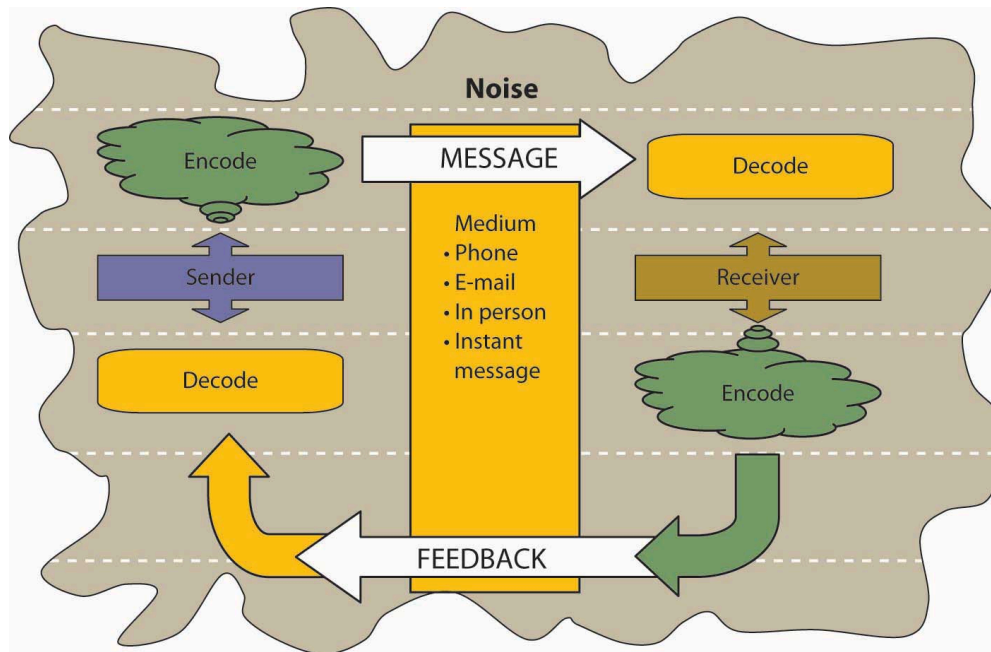 Noise
Encode
MESSAGE
Decode
Medium
• Phone
• E-mail
• In person
• Instant
message
Sender
Receiver
Decode
Encode
FEEDBACK